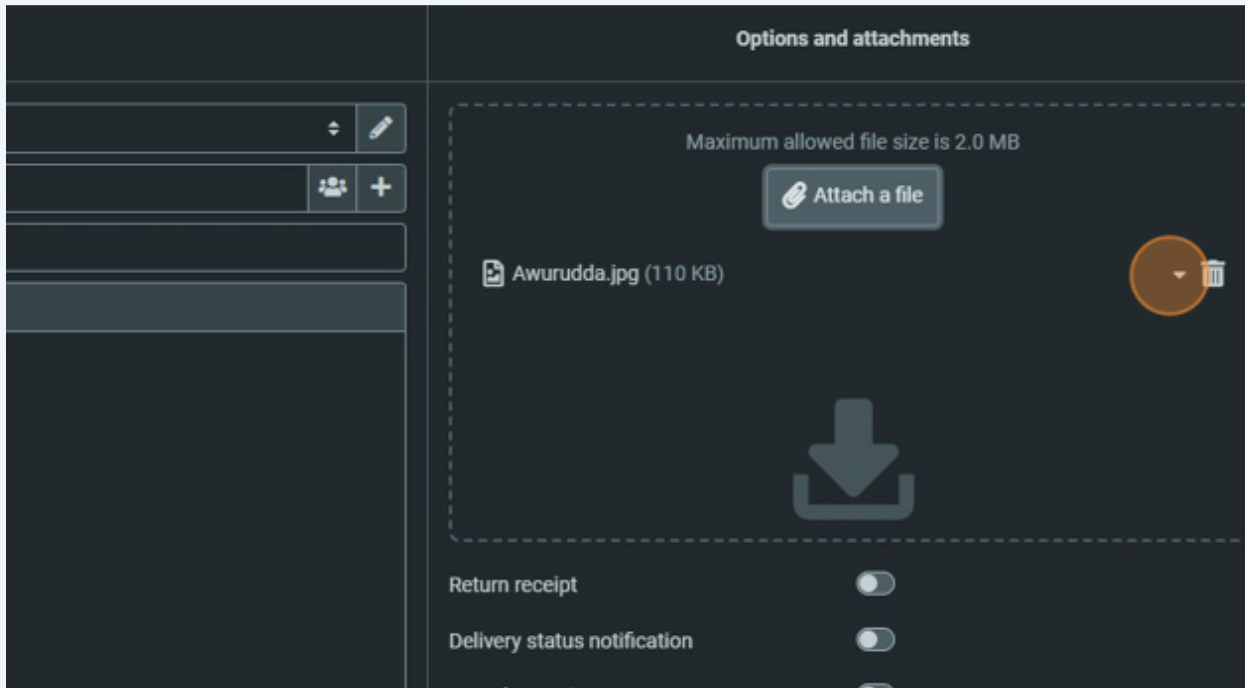 Options and attachments
Maximum allowed file size is 2.0 MB
Attach a file
Awurudda.jpg (110 KB)
Return receipt
Delivery status notification